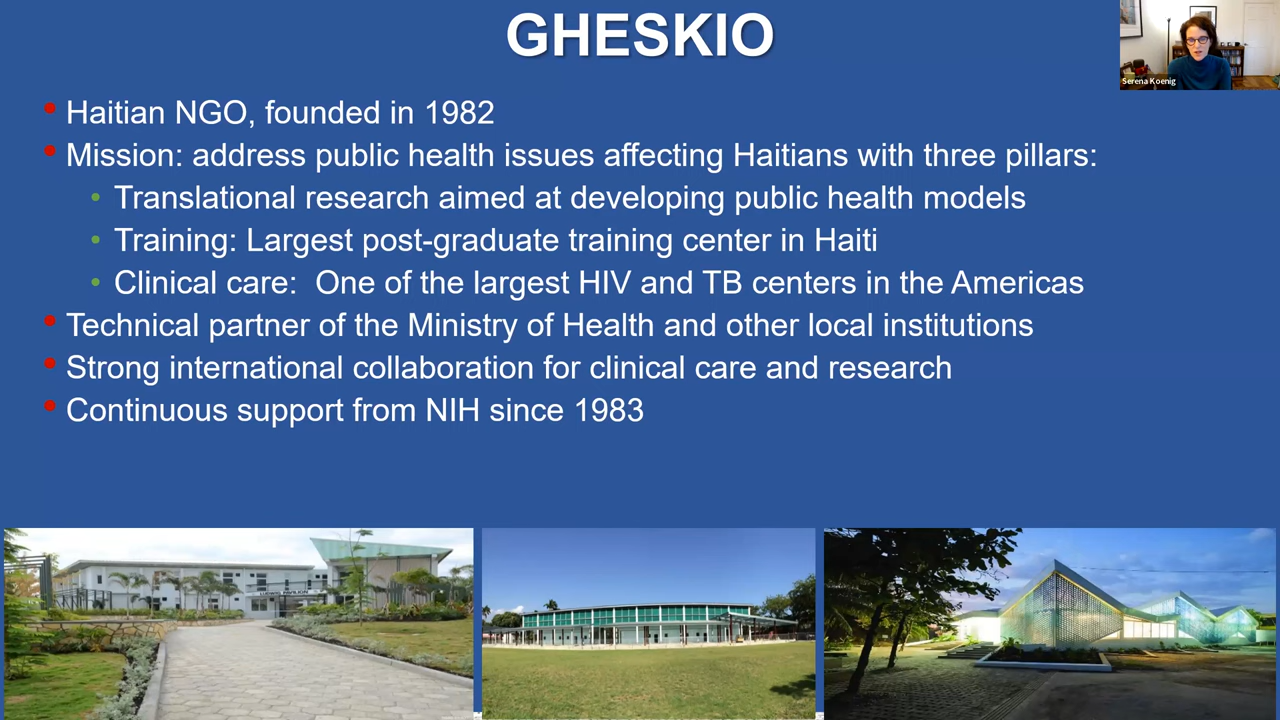 GHESKIO
Serena Koenig
Haitian NGO, founded in 1982
Mission: address public health issues affecting Haitians with three pillars:
Translational research aimed at developing public health models
Training: Largest post-graduate training center in Haiti
Clinical care:  One of the largest HIV and TB centers in the Americas
Technical partner of the Ministry of Health and other local institutions
Strong international collaboration for clinical care and research
Continuous support from NIH since 1983
LUDWIG PAVILION